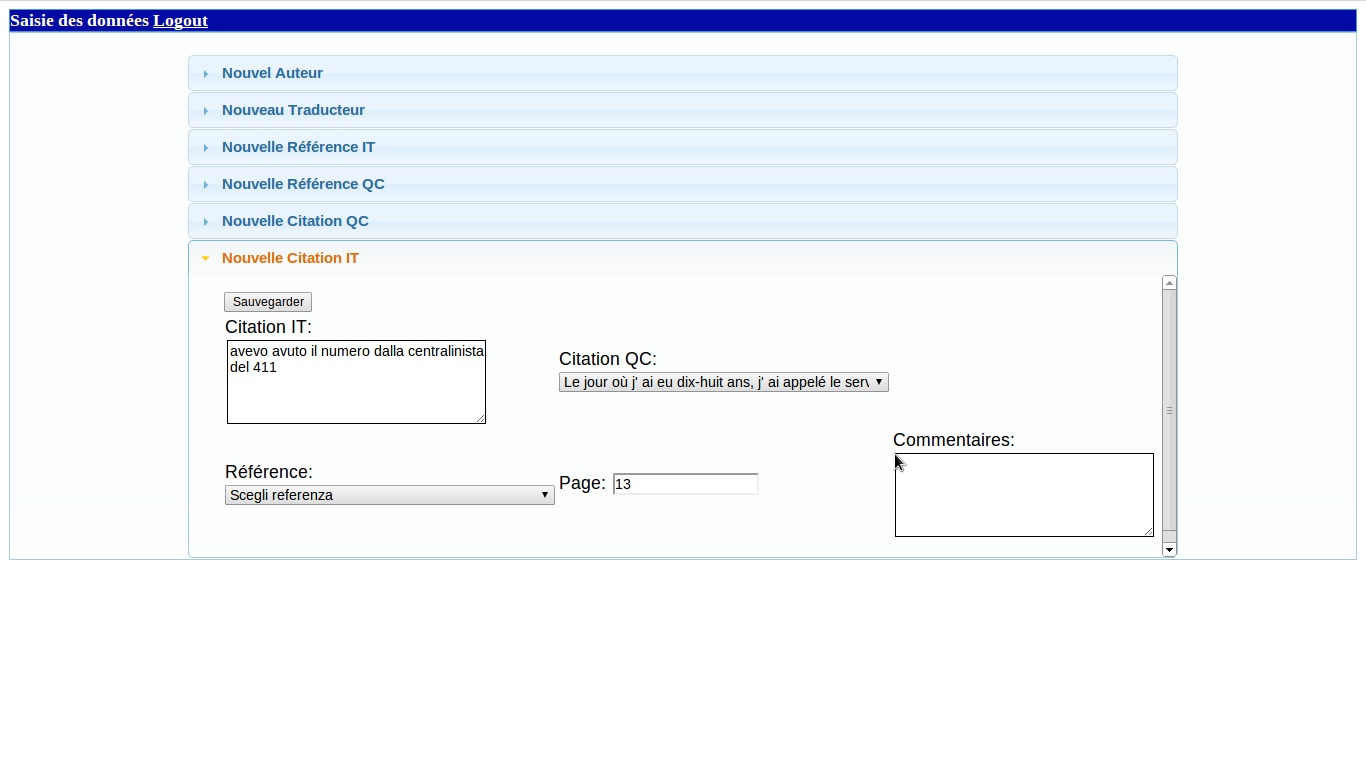 Saisie des données Logout
Nouvel Auteur
Nouveau Traducteur
Nouvelle Référence IT
Nouvelle Référence QC
Nouvelle Citation QC
Nouvelle Citation IT
Sauvegarder
Citation IT:
avevo avuto il numero dalla centralinista
del 411
Citation QC:
Le jour où j' ai eu dix-huit ans, j' ai appelé le serv
Référence:
Scegli referenza
Page: 13
Commentaires: